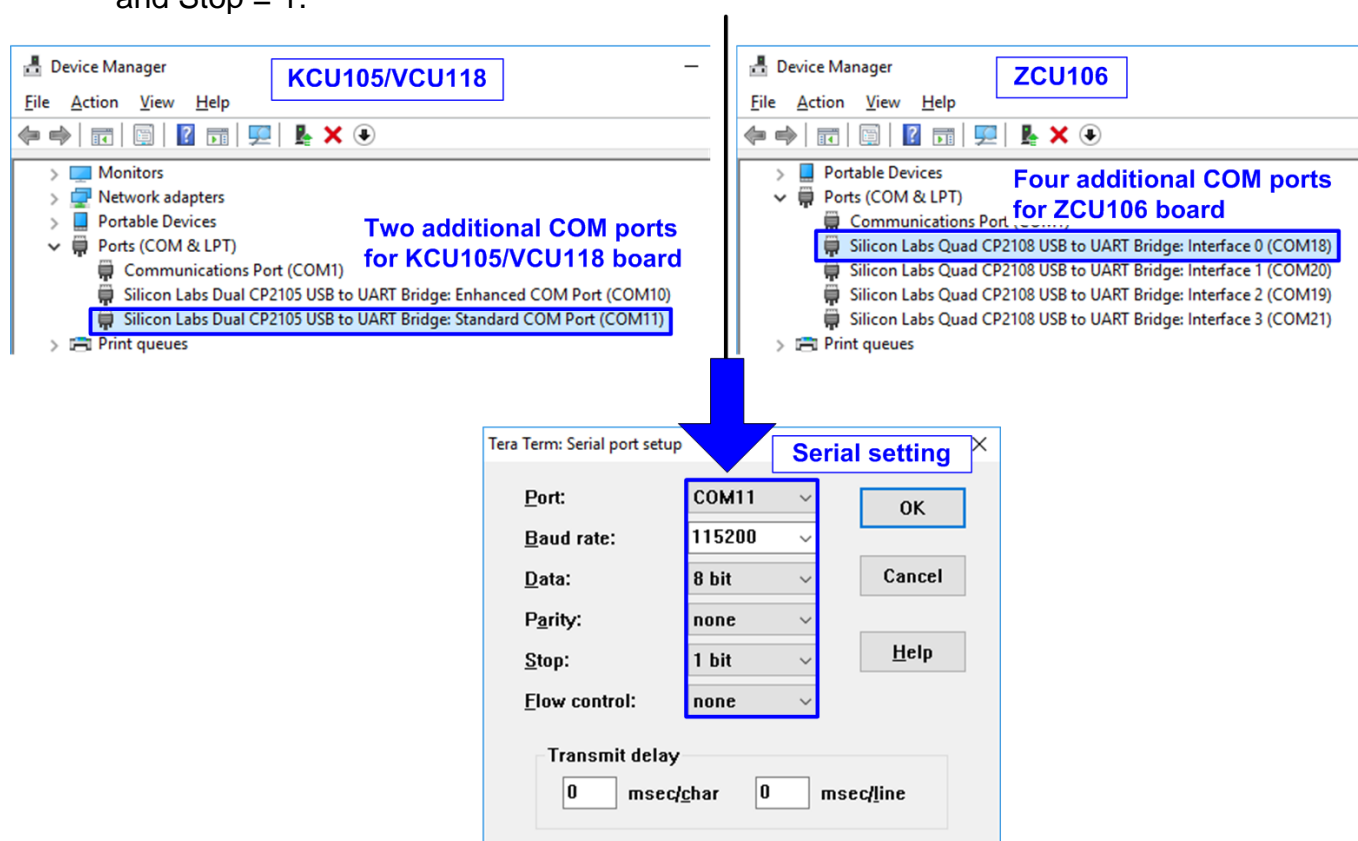 and Stop = 1.
Device Manager
KCU105/VCU118
File Action View Help
Monitors
Network adapters
Portable Devices
Ports (COM & LPT)
Two additional COM ports
for KCU105/VCU118 board
Communications Port (COM1)
Silicon Labs Dual CP2105 USB to UART Bridge: Enhanced COM Port (COM10)
Silicon Labs Dual CP2105 USB to UART Bridge: Standard COM Port (COM11)
Print queues
Device Manager
ZCU106
File Action View Help
Portable Devices
Ports (COM & LPT)
Four additional COM ports
for ZCU106 board
Communications Port (COM1)
Silicon Labs Quad CP2108 USB to UART Bridge: Interface 0 (COM18)
Silicon Labs Quad CP2108 USB to UART Bridge: Interface 1 (COM20)
Silicon Labs Quad CP2108 USB to UART Bridge: Interface 2 (COM19)
Silicon Labs Quad CP2108 USB to UART Bridge: Interface 3 (COM21)
Print queues
Tera Term: Serial port setup
Serial setting
Port: COM11
OK
Baud rate: 115200
Data: 8 bit
Cancel
Parity: none
Stop: 1 bit
Help
Flow control: none
Transmit delay
0 msec/char 0 msec/line